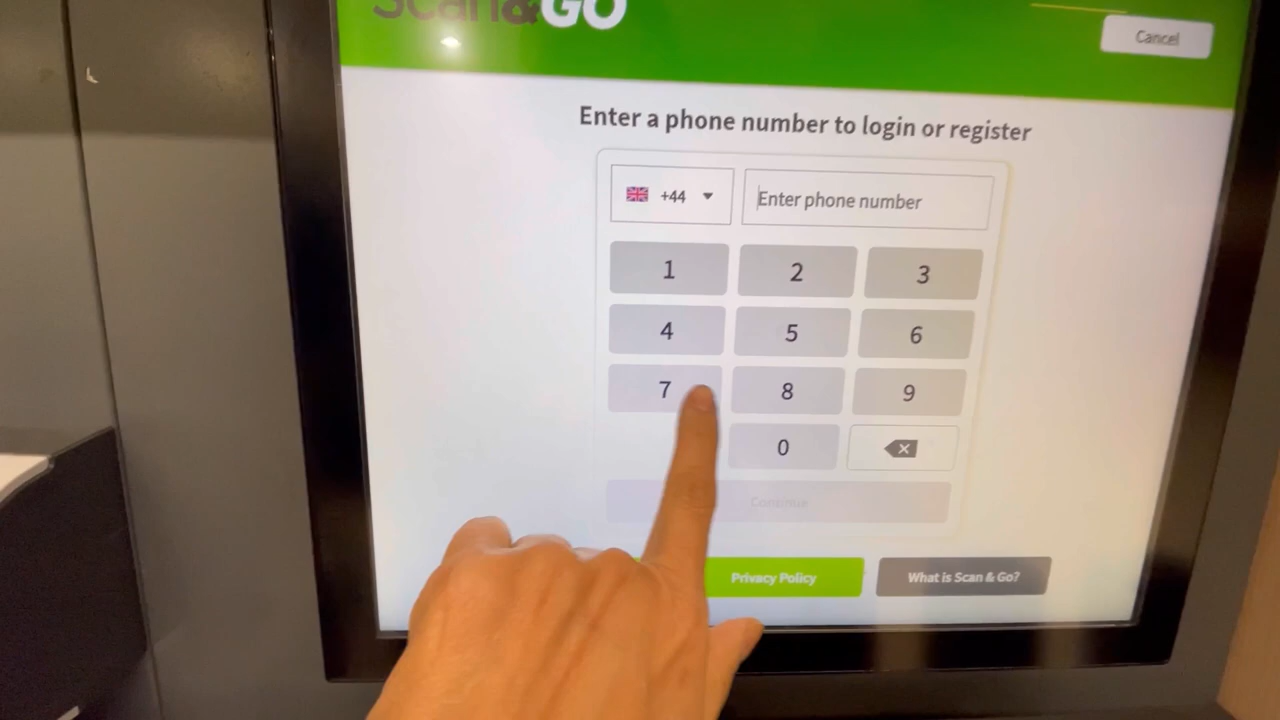 Scan&GO
Cancel
Enter a phone number to login or register
+44
Enter phone number
1 2 3
4 5 6
7 8 9
0
Continue
Privacy Policy
What is Scan & Go?